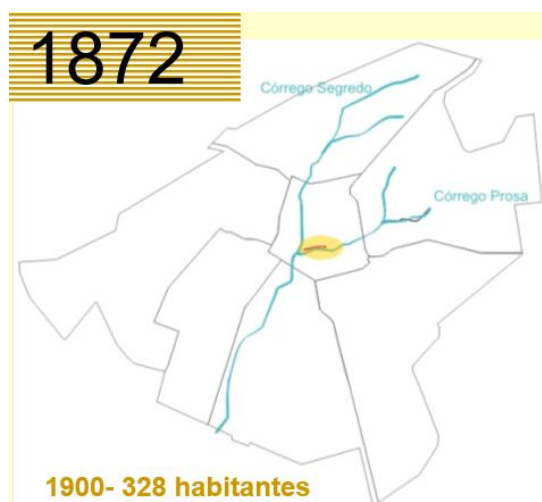 1872
Córrego Segredo
Córrego Prosa
1900- 328 habitantes